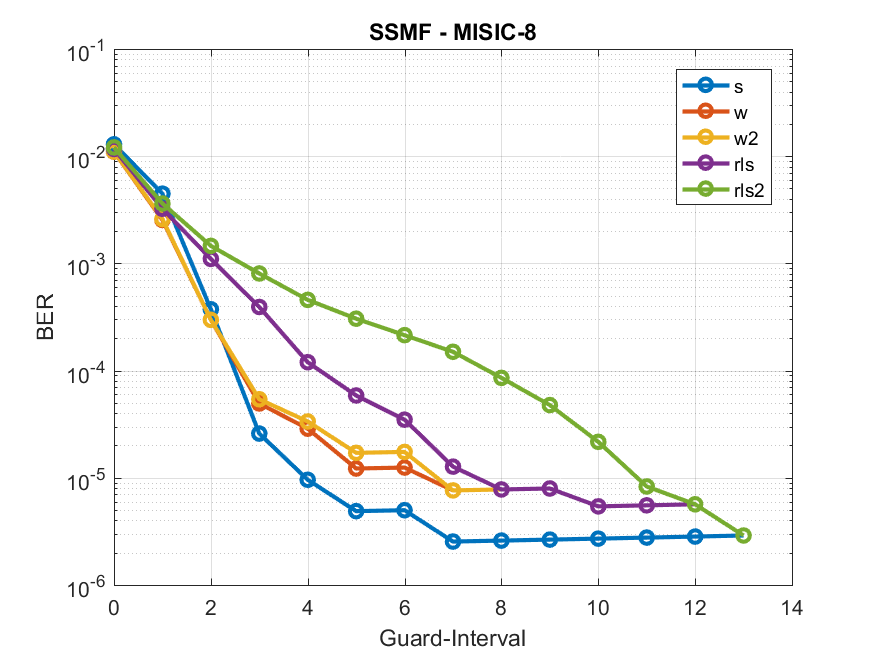 SSMF - MISIC-8
10^-1
10^-2
10^-3
10^-4
10^-5
10^-6
BER
s
w
w2
rls
rls2
0 2 4 6 8 10 12 14
Guard-Interval